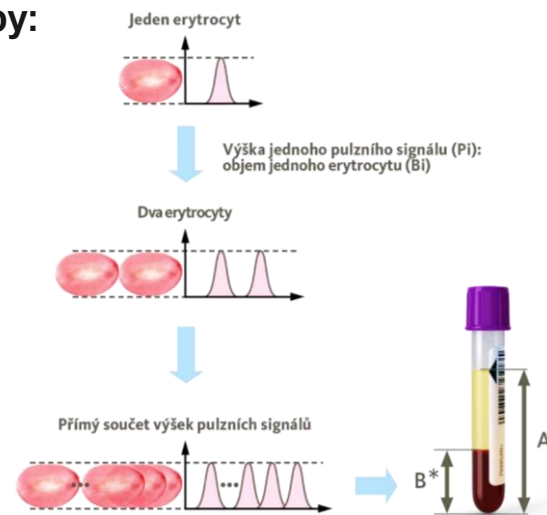 by:
Jeden erytrocyt
Výška jednoho pulzního signálu (Pi):
objem jednoho erytrocytu (Bi)
Dva erytrocyty
Přímý součet výšek pulzních signálů
A
B*